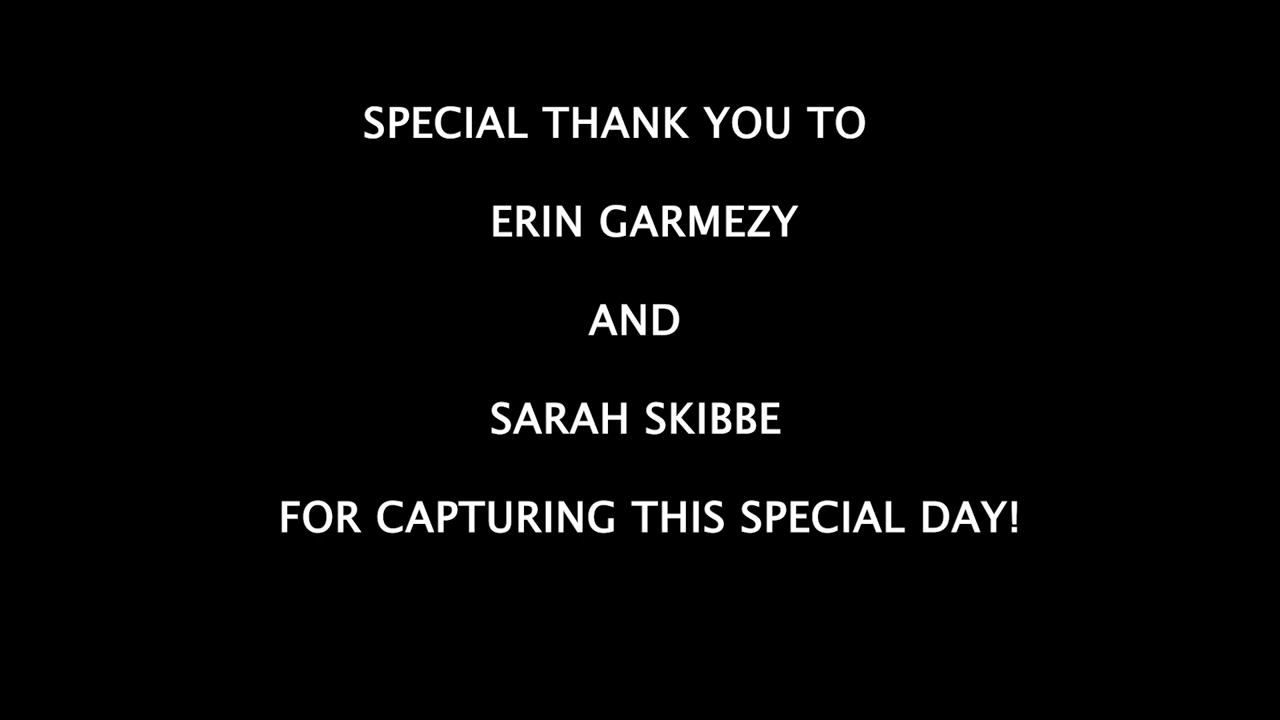 SPECIAL THANK YOU TO
ERIN GARMEZY
AND
SARAH SKIBBE
FOR CAPTURING THIS SPECIAL DAY!